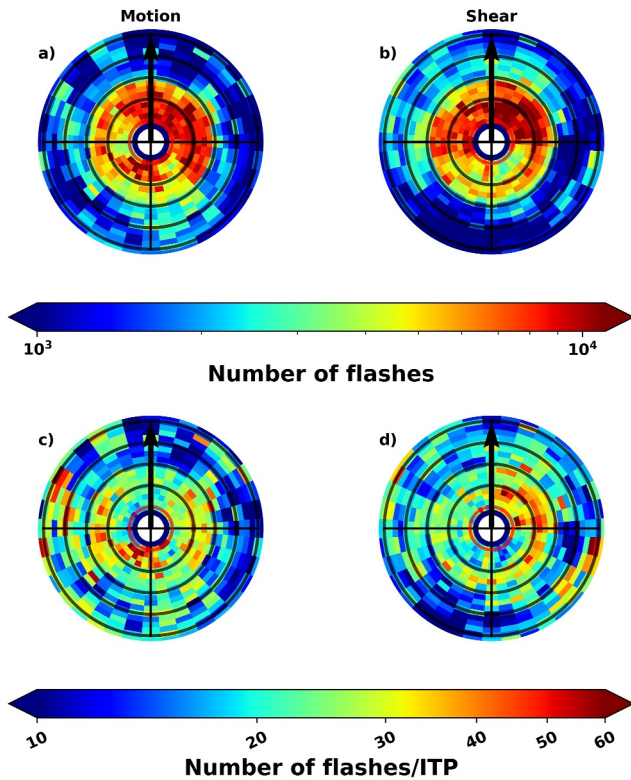 Motion Shear
a) b)
10³ 10⁴
Number of flashes
c) d)
10 20 30 40 50 60
Number of flashes/ITP